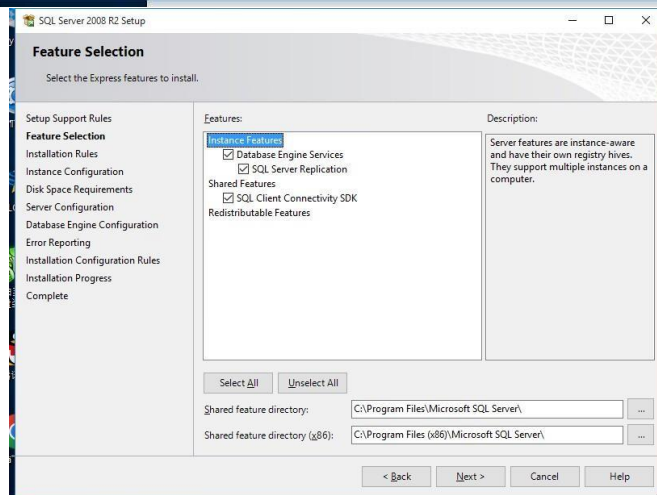 SQL Server 2008 R2 Setup
Feature Selection
Select the Express features to install.
Setup Support Rules
Feature Selection
Installation Rules
Instance Configuration
Disk Space Requirements
Server Configuration
Database Engine Configuration
Error Reporting
Installation Configuration Rules
Installation Progress
Complete
Features:
Instance Features
Database Engine Services
SQL Server Replication
Shared Features
SQL Client Connectivity SDK
Redistributable Features
Description:
Server features are instance-aware
and have their own registry hives.
They support multiple instances on a
computer.
Select All
Unselect All
Shared feature directory:
C:\Program Files\Microsoft SQL Server\
...
Shared feature directory (x86):
C:\Program Files (x86)\Microsoft SQL Server\
...
< Back
Next >
Cancel
Help